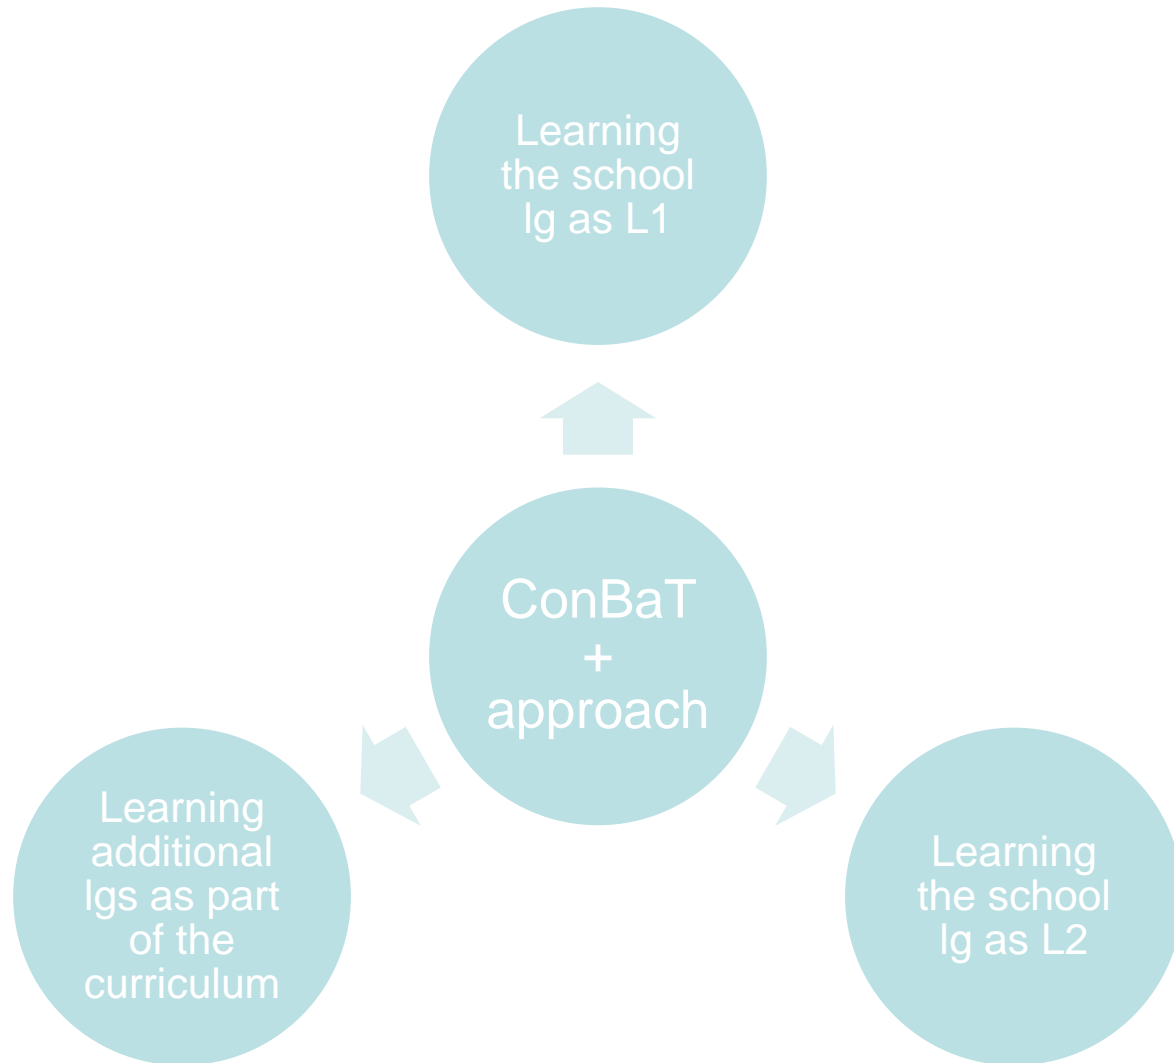 Learning
the school
lg as L1
ConBaT
+
approach
Learning
additional
lgs as part
of the
curriculum
Learning
the school
lg as L2